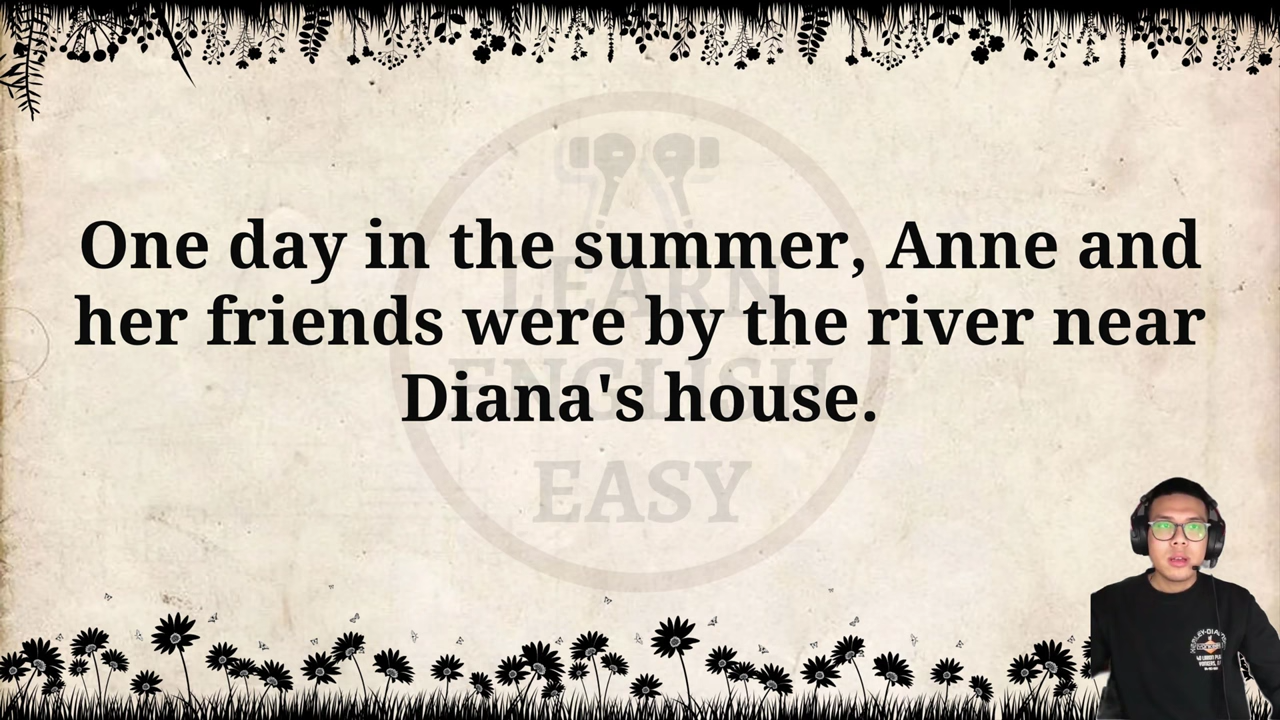 One day in the summer, Anne and
her friends were by the river near
Diana's house.
LEARN
ENGLISH
EASY